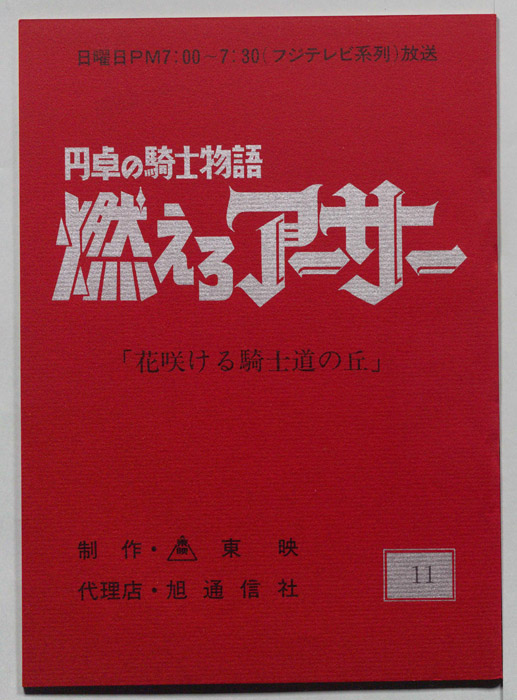 日曜日PM7:00~7:30(フジテレビ系列)放送
円卓の騎士物語
燃えろアーサー
「花咲ける騎士道の丘」
制作・東映 東映
代理店・旭通信社
11